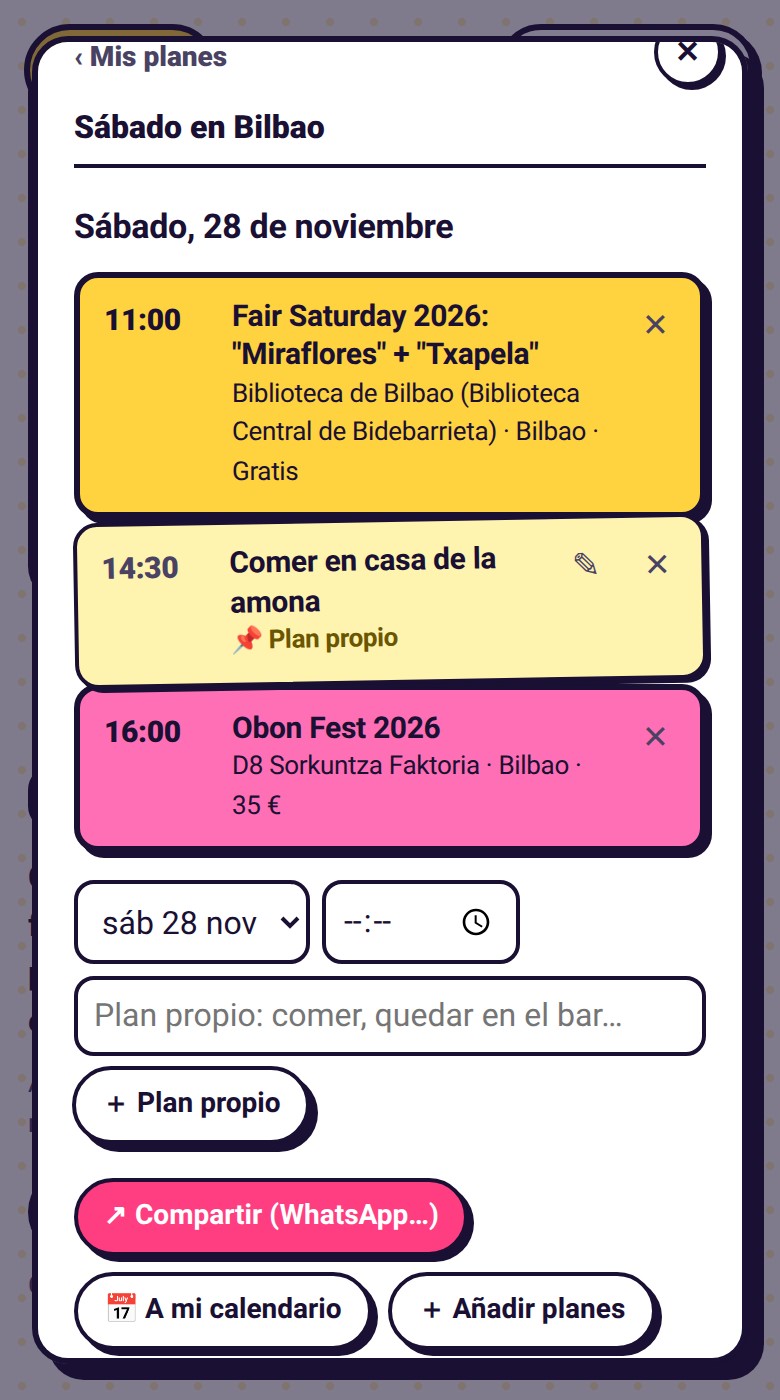 ‹ Mis planes
✕
Sábado en Bilbao
Sábado, 28 de noviembre
11:00
Fair Saturday 2026:
"Miraflores" + "Txapela"
Biblioteca de Bilbao (Biblioteca
Central de Bidebarrieta) · Bilbao ·
Gratis
✕
14:30
Comer en casa de la
amona
📌 Plan propio
✎ ✕
16:00
Obon Fest 2026
D8 Sorkuntza Faktoria · Bilbao ·
35 €
✕
sáb 28 nov
--:--
Plan propio: comer, quedar en el bar…
+ Plan propio
↗ Compartir (WhatsApp…)
📅 A mi calendario
+ Añadir planes